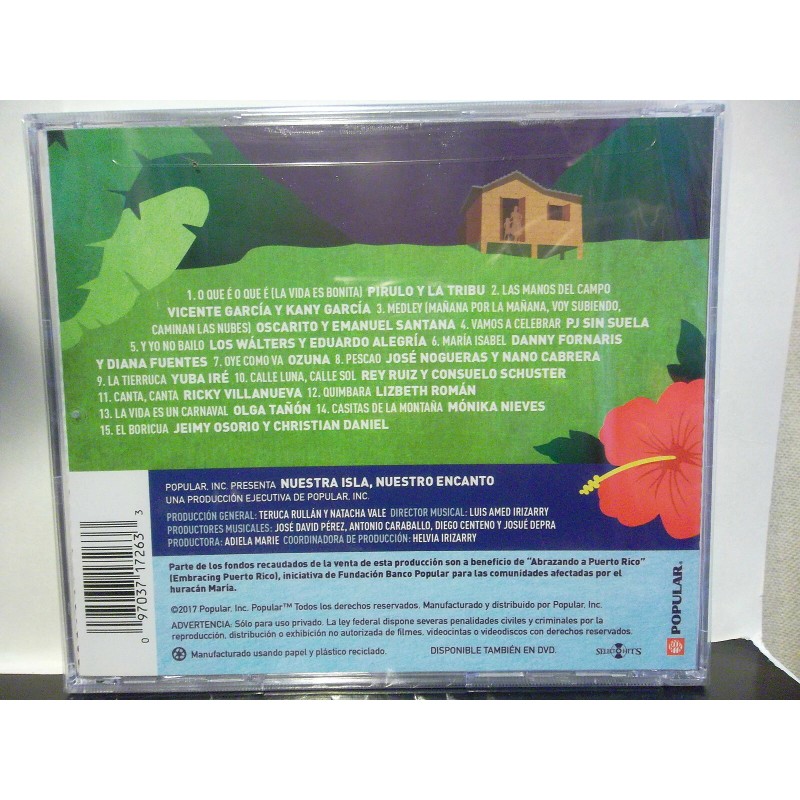 1. O QUE É O QUE É (LA VIDA ES BONITA) PIRULO Y LA TRIBU 2. LAS MANOS DEL CAMPO
VICENTE GARCÍA Y KANY GARCÍA 3. MEDLEY (MAÑANA POR LA MAÑANA, VOY SUBIENDO,
CAMINAN LAS NUBES) OSCARITO Y EMANUEL SANTANA 4. VAMOS A CELEBRAR PJ SIN SUELA
5. Y YO NO BAILO LOS WÁLTERS Y EDUARDO ALEGRÍA 6. MARÍA ISABEL DANNY FORNARIS
Y DIANA FUENTES 7. OYE COMO VA OZUNA 8. PESCAO JOSÉ NOGUERAS Y NANO CABRERA
9. LA TIERRUCA YUBA IRÉ 10. CALLE LUNA, CALLE SOL REY RUIZ Y CONSUELO SCHUSTER
11. CANTA, CANTA RICKY VILLANUEVA 12. QUIMBARA LIZBETH ROMÁN
13. LA VIDA ES UN CARNAVAL OLGA TAÑÓN 14. CASITAS DE LA MONTAÑA MÓNIKA NIEVES
15. EL BORICUA JEIMY OSORIO Y CHRISTIAN DANIEL
POPULAR, INC. PRESENTA NUESTRA ISLA, NUESTRO ENCANTO
UNA PRODUCCIÓN EJECUTIVA DE POPULAR, INC.
PRODUCCIÓN GENERAL: TERUCA RULLÁN Y NATACHA VALE DIRECTOR MUSICAL: LUIS AMED IRIZARRY
PRODUCTORES MUSICALES: JOSÉ DAVID PÉREZ, ANTONIO CARABALLO, DIEGO CENTENO Y JOSUÉ DEPRA
PRODUCTORA: ADIELA MARIE COORDINADORA DE PRODUCCIÓN: HELVIA IRIZARRY
Parte de los fondos recaudados de la venta de esta producción son a beneficio de "Abrazando a Puerto Rico"
(Embracing Puerto Rico), iniciativa de Fundación Banco Popular para las comunidades afectadas por el
huracán María.
©2017 Popular, Inc. Popular™ Todos los derechos reservados. Manufacturado y distribuido por Popular, Inc.
ADVERTENCIA: Sólo para uso privado. La ley federal dispone severas penalidades civiles y criminales por la
reproducción, distribución o exhibición no autorizada de filmes, videocintas o videodiscos con derechos reservados.
Manufacturado usando papel y plástico reciclado. DISPONIBLE TAMBIÉN EN DVD.
POPULAR.
0 97037 17263 3